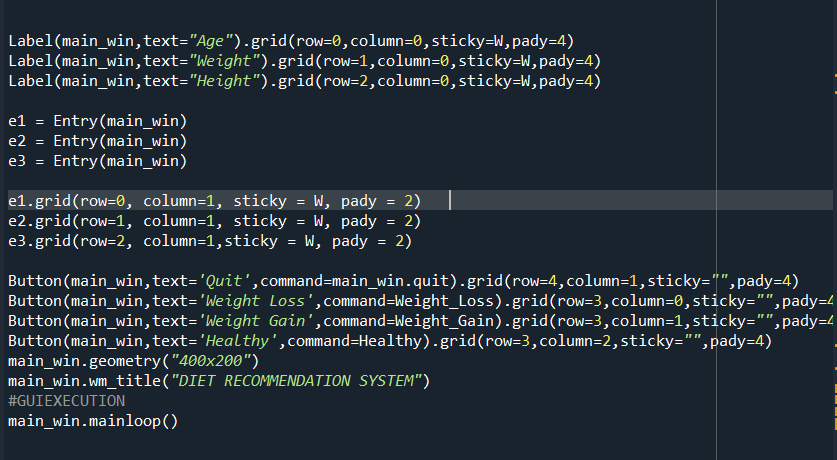 Label(main_win,text="Age").grid(row=0,column=0,sticky=W,pady=4)
Label(main_win,text="Weight").grid(row=1,column=0,sticky=W,pady=4)
Label(main_win,text="Height").grid(row=2,column=0,sticky=W,pady=4)
e1 = Entry(main_win)
e2 = Entry(main_win)
e3 = Entry(main_win)
e1.grid(row=0, column=1, sticky = W, pady = 2)
e2.grid(row=1, column=1, sticky = W, pady = 2)
e3.grid(row=2, column=1,sticky = W, pady = 2)
Button(main_win,text='Quit',command=main_win.quit).grid(row=4,column=1,sticky="",pady=4)
Button(main_win,text='Weight Loss',command=Weight_Loss).grid(row=3,column=0,sticky="",pady=4
Button(main_win,text='Weight Gain',command=Weight_Gain).grid(row=3,column=1,sticky="",pady=4
Button(main_win,text='Healthy',command=Healthy).grid(row=3,column=2,sticky="",pady=4)
main_win.geometry("400x200")
main_win.wm_title("DIET RECOMMENDATION SYSTEM")
#GUIEXECUTION
main_win.mainloop()